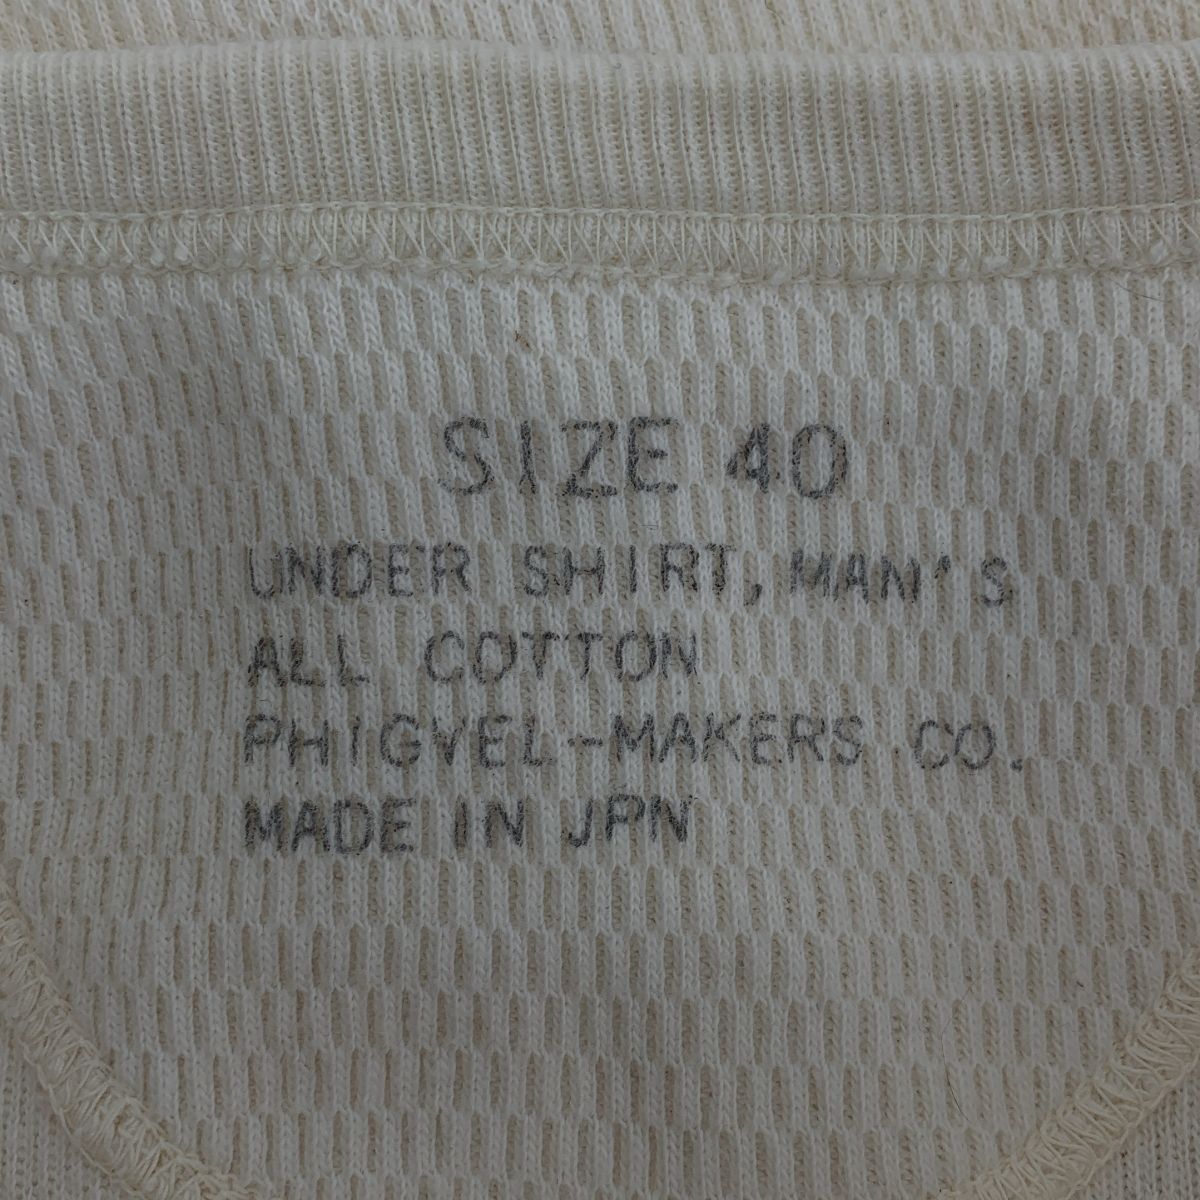 SIZE 40
UNDER SHIRT, MAN'S
ALL COTTON
PHIGVEL-MAKERS CO.
MADE IN JPN